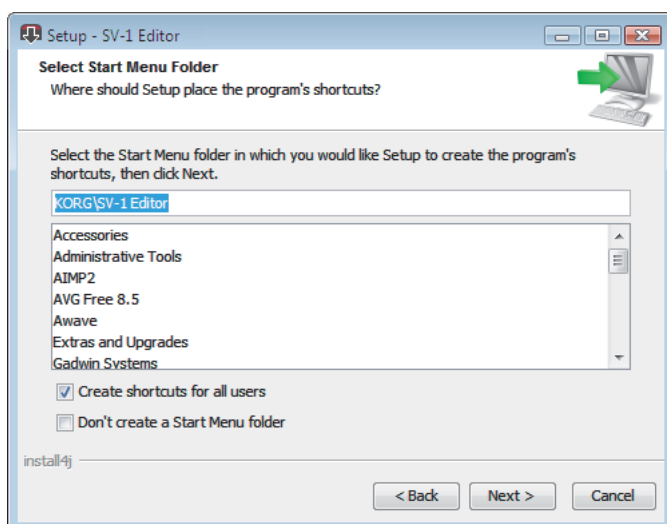 Setup - SV-1 Editor
Select Start Menu Folder
Where should Setup place the program's shortcuts?
Select the Start Menu folder in which you would like Setup to create the program's
shortcuts, then click Next.
KORG\SV-1 Editor
Accessories
Administrative Tools
AIMP2
AVG Free 8.5
Awave
Extras and Upgrades
Gadwin Systems
Create shortcuts for all users
Don't create a Start Menu folder
install4j
< Back
Next >
Cancel